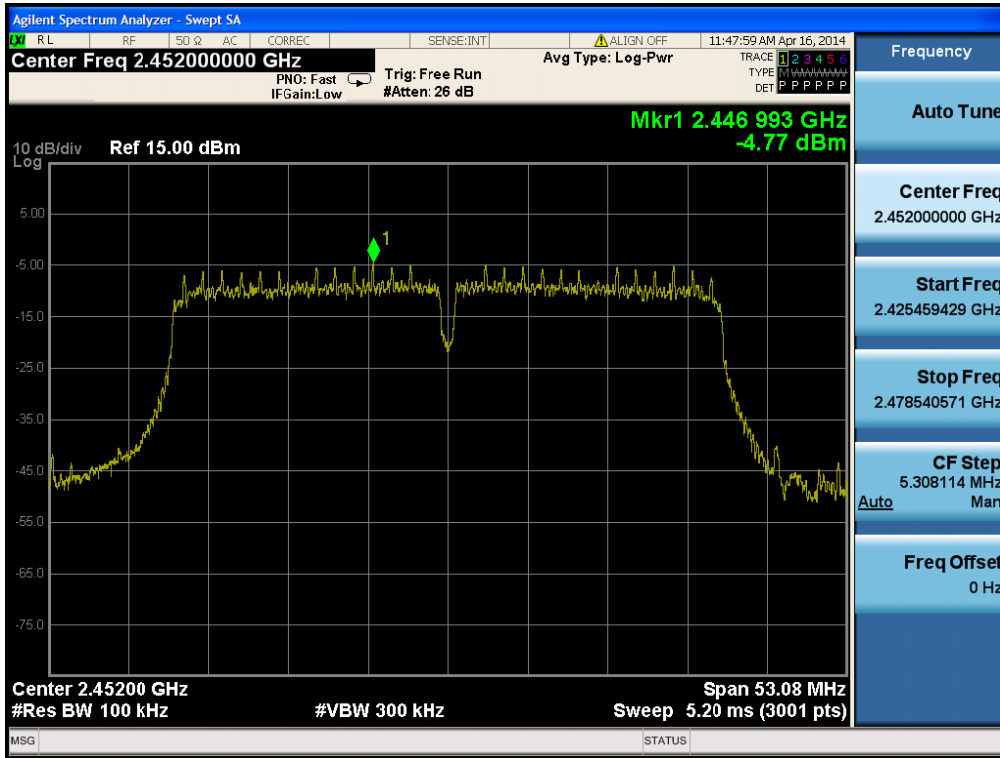 Agilent Spectrum Analyzer - Swept SA
LXI RL RF 50 Ω AC CORREC SENSE:INT ALIGN OFF 11:47:59 AM Apr 16, 2014
Center Freq 2.452000000 GHz Avg Type: Log-Pwr TRACE 1 2 3 4 5 6
PNO: Fast Trig: Free Run TYPE M
IFGain:Low #Atten: 26 dB DET P P P P P P
Mkr1 2.446 993 GHz
10 dB/div Ref 15.00 dBm -4.77 dBm
Log
5.00
1
-5.00
-15.0
-25.0
-35.0
-45.0
-55.0
-65.0
-75.0
Center 2.45200 GHz Span 53.08 MHz
#Res BW 100 kHz #VBW 300 kHz Sweep 5.20 ms (3001 pts)
MSG STATUS
Frequency
Auto Tune
Center Freq
2.452000000 GHz
Start Freq
2.425459429 GHz
Stop Freq
2.478540571 GHz
CF Step
5.308114 MHz
Auto Man
Freq Offset
0 Hz